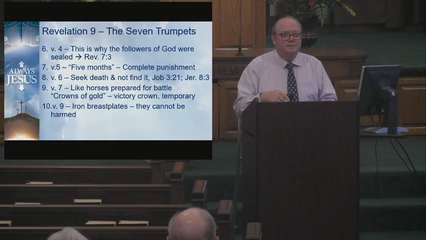 Revelation 9 – The Seven Trumpets
6. v. 4 – This is why the followers of God were
sealed → Rev. 7:3
7. v.5 – “Five months” – Complete punishment
8. v. 6 – Seek death & not find it, Job 3:21; Jer. 8:3
9. v. 7 – Like horses prepared for battle
“Crowns of gold” – victory crown, temporary
10.v. 9 – Iron breastplates – they cannot be
harmed
ALWAYS
JESUS